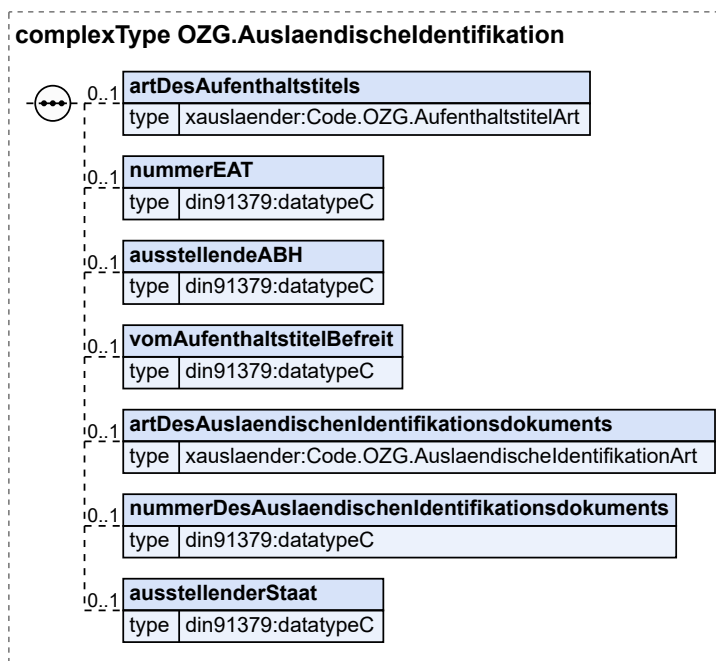 complexType OZG.AuslaendischeIdentifikation
0..1 artDesAufenthaltstitels
type xauslaender:Code.OZG.AufenthaltstitelArt
0..1 nummerEAT
type din91379:datatypeC
0..1 ausstellendeABH
type din91379:datatypeC
0..1 vomAufenthaltstitelBefreit
type din91379:datatypeC
0..1 artDesAuslaendischenIdentifikationsdokuments
type xauslaender:Code.OZG.AuslaendischeIdentifikationArt
0..1 nummerDesAuslaendischenIdentifikationsdokuments
type din91379:datatypeC
0..1 ausstellenderStaat
type din91379:datatypeC